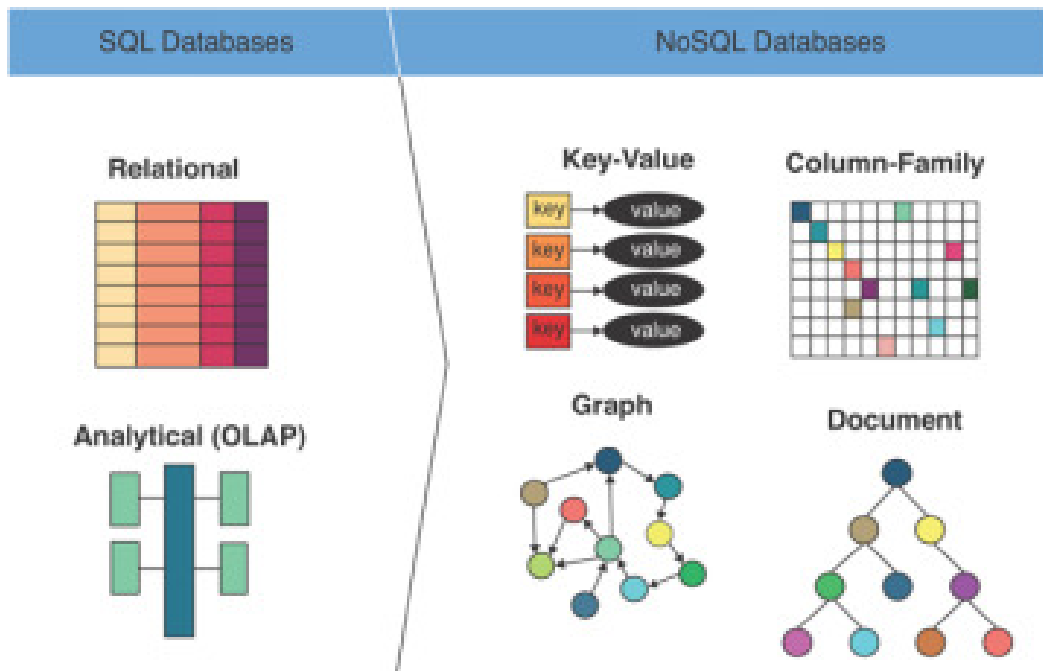 SQL Databases
NoSQL Databases
Relational
Analytical (OLAP)
Key-Value
key value
key value
key value
key value
Column-Family
Graph
Document